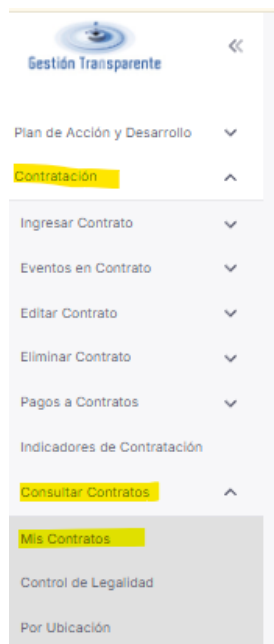 Gestión Transparente
Plan de Acción y Desarrollo
Contratación
Ingresar Contrato
Eventos en Contrato
Editar Contrato
Eliminar Contrato
Pagos a Contratos
Indicadores de Contratación
Consultar Contratos
Mis Contratos
Control de Legalidad
Por Ubicación